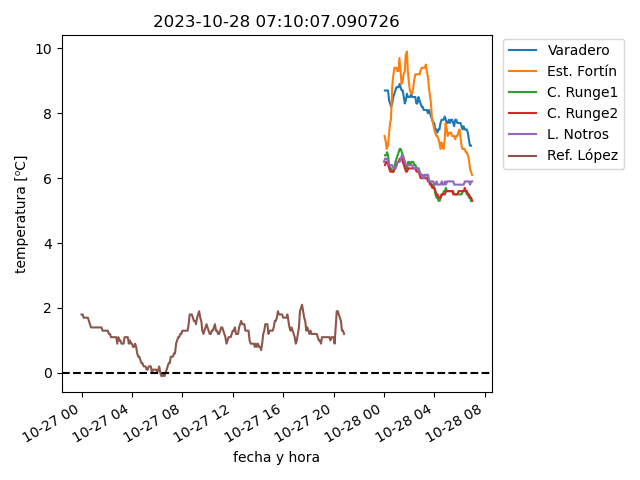 2023-10-28 07:10:07.090726
temperatura [ºC]
10
8
6
4
2
0
10-27 00
10-27 04
10-27 08
10-27 12
10-27 16
10-27 20
10-28 00
10-28 04
10-28 08
fecha y hora
Varadero
Est. Fortín
C. Runge1
C. Runge2
L. Notros
Ref. López